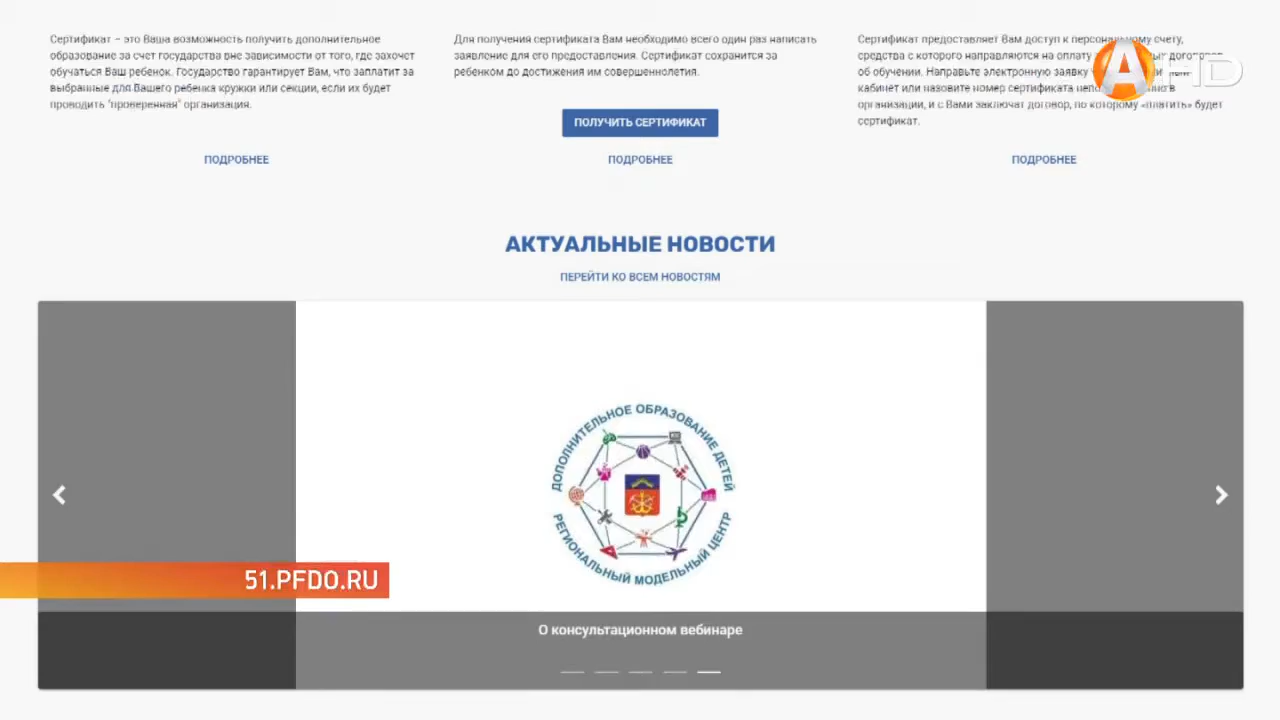 Сертификат – это Ваша возможность получить дополнительное
образование за счет государства вне зависимости от того, где захочет
обучаться Ваш ребенок. Государство гарантирует Вам, что заплатит за
выбранные для Вашего ребенка кружки или секции, если их будет
проводить "проверенная" организация.
ПОДРОБНЕЕ
Для получения сертификата Вам необходимо всего один раз написать
заявление для его предоставления. Сертификат сохранится за
ребенком до достижения им совершеннолетия.
ПОЛУЧИТЬ СЕРТИФИКАТ
ПОДРОБНЕЕ
Сертификат предоставляет Вам доступ к персональному счету,
средства с которого направляются на оплату
об обучении. Направьте электронную заявку
кабинет или назовите номер сертификата в
организации, и с Вами заключат договор, по которому «платить» будет
сертификат.
ПОДРОБНЕЕ
А HD
АКТУАЛЬНЫЕ НОВОСТИ
ПЕРЕЙТИ КО ВСЕМ НОВОСТЯМ
ДОПОЛНИТЕЛЬНОЕ ОБРАЗОВАНИЕ ДЕТЕЙ
РЕГИОНАЛЬНЫЙ МОДЕЛЬНЫЙ ЦЕНТР
51.PFDO.RU
О консультационном вебинаре